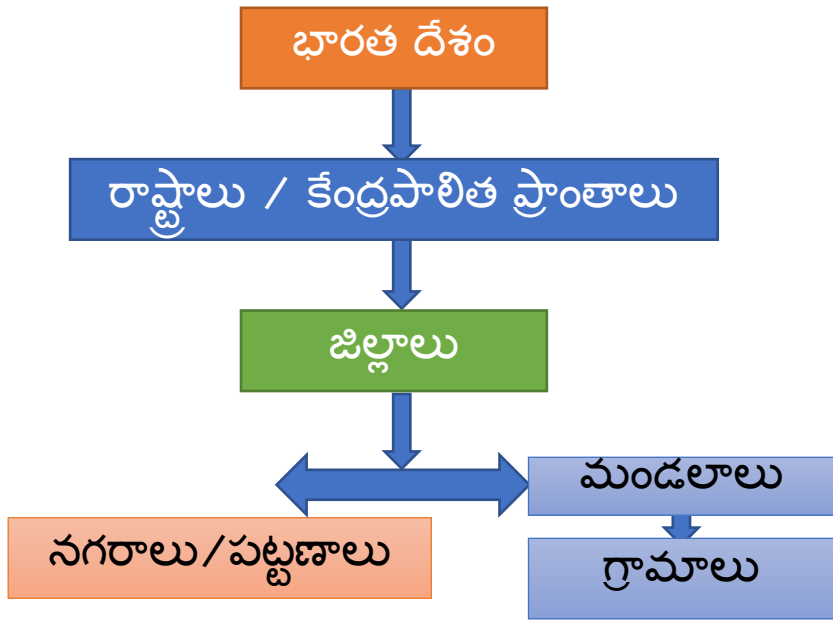 భారత దేశం
రాష్ట్రాలు / కేంద్రపాలిత ప్రాంతాలు
జిల్లాలు
మండలాలు
నగరాలు/పట్టణాలు
గ్రామాలు